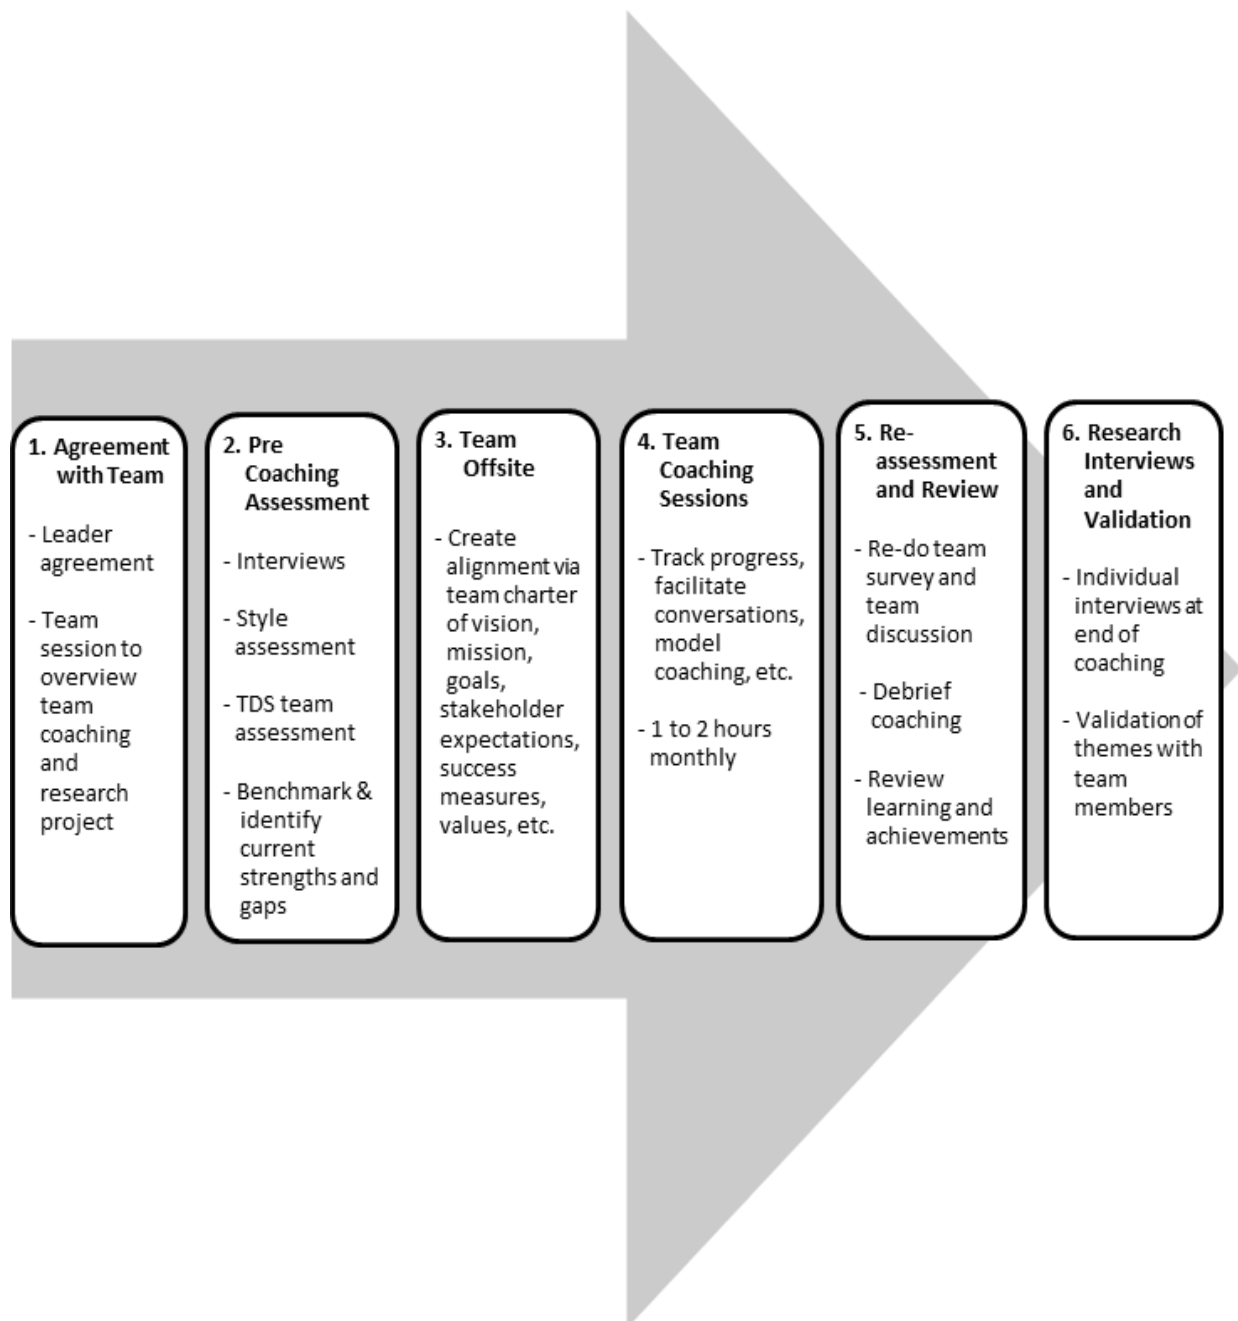 1. Agreement
with Team
- Leader
agreement
- Team
session to
overview
team
coaching
and
research
project
2. Pre
Coaching
Assessment
- Interviews
- Style
assessment
- TDS team
assessment
- Benchmark &
identify
current
strengths and
gaps
3. Team
Offsite
- Create
alignment via
team charter
of vision,
mission,
goals,
stakeholder
expectations,
success
measures,
values, etc.
4. Team
Coaching
Sessions
- Track progress,
facilitate
conversations,
model
coaching, etc.
- 1 to 2 hours
monthly
5. Re-
assessment
and Review
- Re-do team
survey and
team
discussion
- Debrief
coaching
- Review
learning and
achievements
6. Research
Interviews
and
Validation
- Individual
interviews at
end of
coaching
- Validation of
themes with
team
members